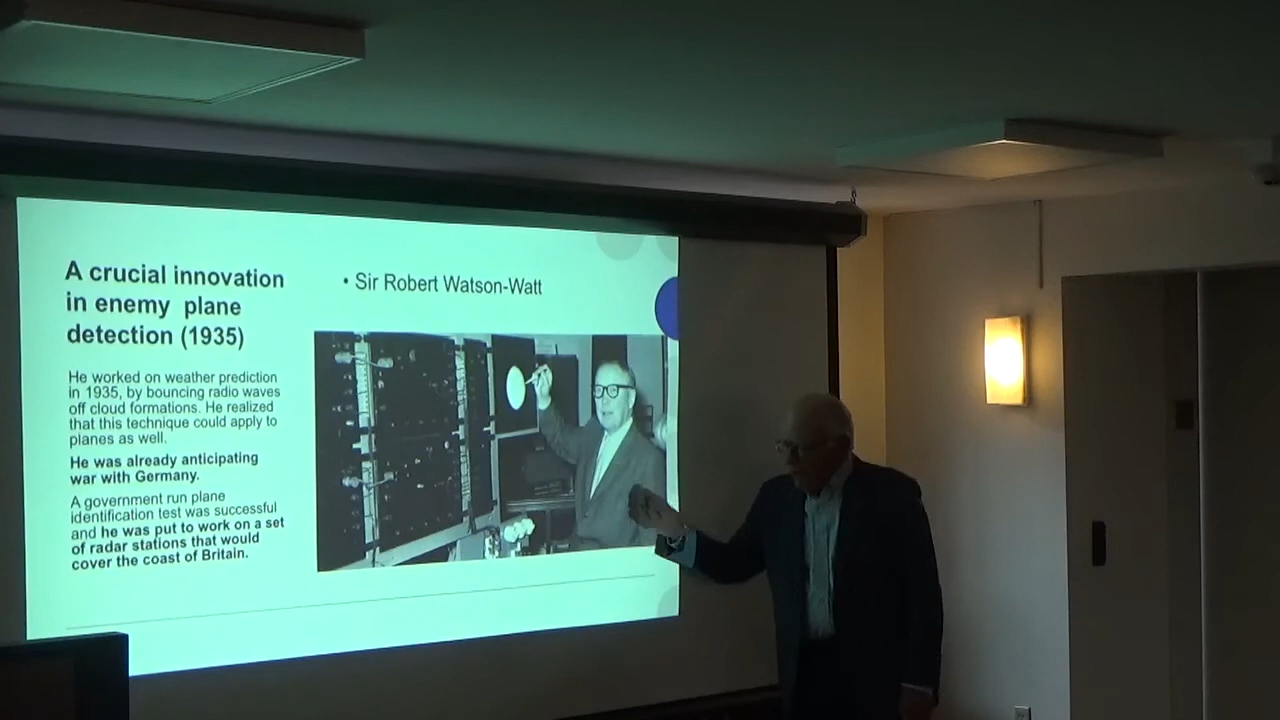 A crucial innovation
in enemy plane
detection (1935)
• Sir Robert Watson-Watt
He worked on weather prediction
in 1935, by bouncing radio waves
off cloud formations. He realized
that this technique could apply to
planes as well.
He was already anticipating
war with Germany.
A government run plane
identification test was successful
and he was put to work on a set
of radar stations that would
cover the coast of Britain.